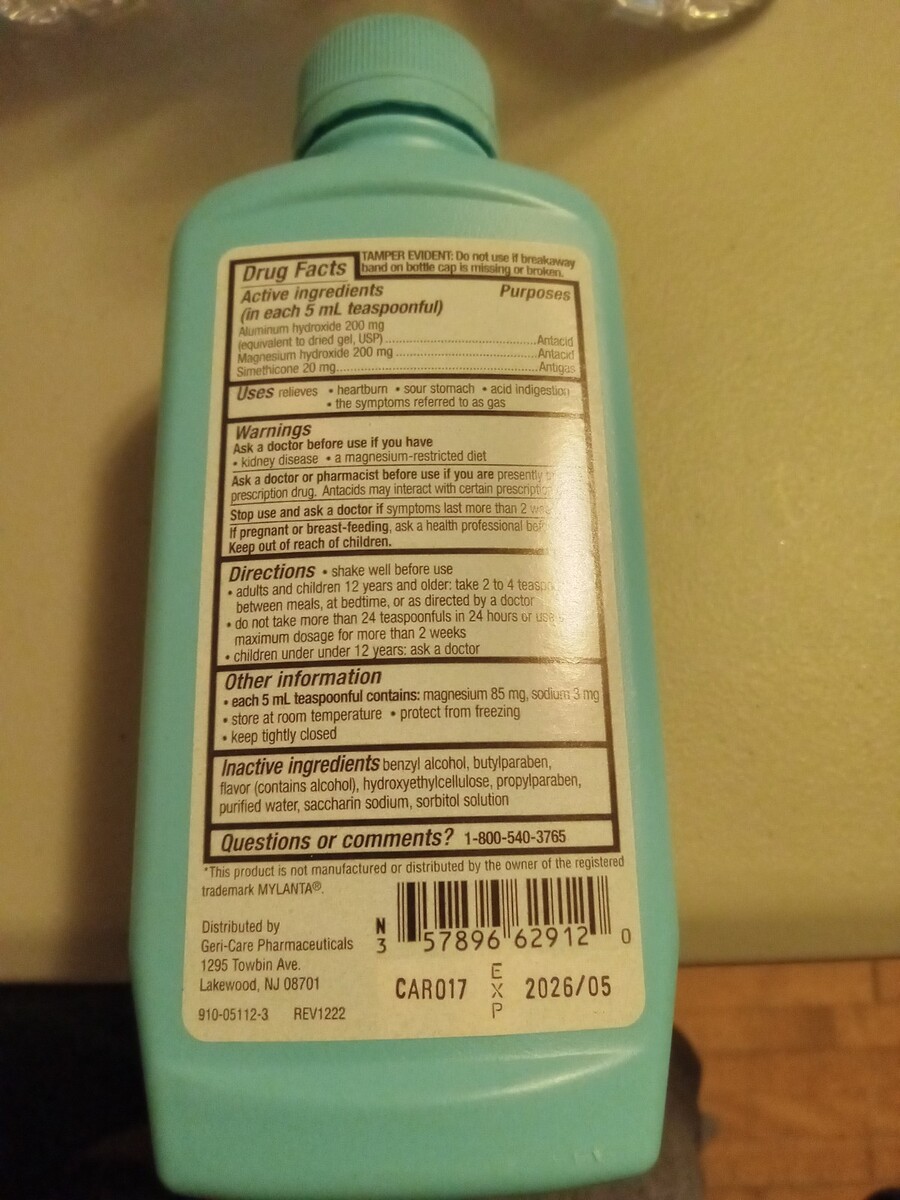 Drug Facts
TAMPER EVIDENT: Do not use if breakaway
band on bottle cap is missing or broken.
Active ingredients Purposes
(in each 5 mL teaspoonful)
Aluminum hydroxide 200 mg
(equivalent to dried gel, USP)..............................Antacid
Magnesium hydroxide 200 mg ............................Antacid
Simethicone 20 mg..............................................Antigas
Uses relieves • heartburn • sour stomach • acid indigestion
• the symptoms referred to as gas
Warnings
Ask a doctor before use if you have
• kidney disease • a magnesium-restricted diet
Ask a doctor or pharmacist before use if you are presently
prescription drug. Antacids may interact with certain
Stop use and ask a doctor if symptoms last more than 2
If pregnant or breast-feeding, ask a health professional
Keep out of reach of children.
Directions • shake well before use
• adults and children 12 years and older: take 2 to 4
between meals, at bedtime, or as directed by a doctor
• do not take more than 24 teaspoonfuls in 24 hours or use
maximum dosage for more than 2 weeks
• children under under 12 years: ask a doctor
Other information
• each 5 mL teaspoonful contains: magnesium 85 mg, sodium 3 mg
• store at room temperature • protect from freezing
• keep tightly closed
Inactive ingredients benzyl alcohol, butylparaben,
flavor (contains alcohol), hydroxyethylcellulose, propylparaben,
purified water, saccharin sodium, sorbitol solution
Questions or comments? 1-800-540-3765
*This product is not manufactured or distributed by the owner of the registered
trademark MYLANTA®.
Distributed by
Geri-Care Pharmaceuticals
1295 Towbin Ave.
Lakewood, NJ 08701
910-05112-3 REV1222
N
3 57896 62912 0
CAR017 EXP 2026/05